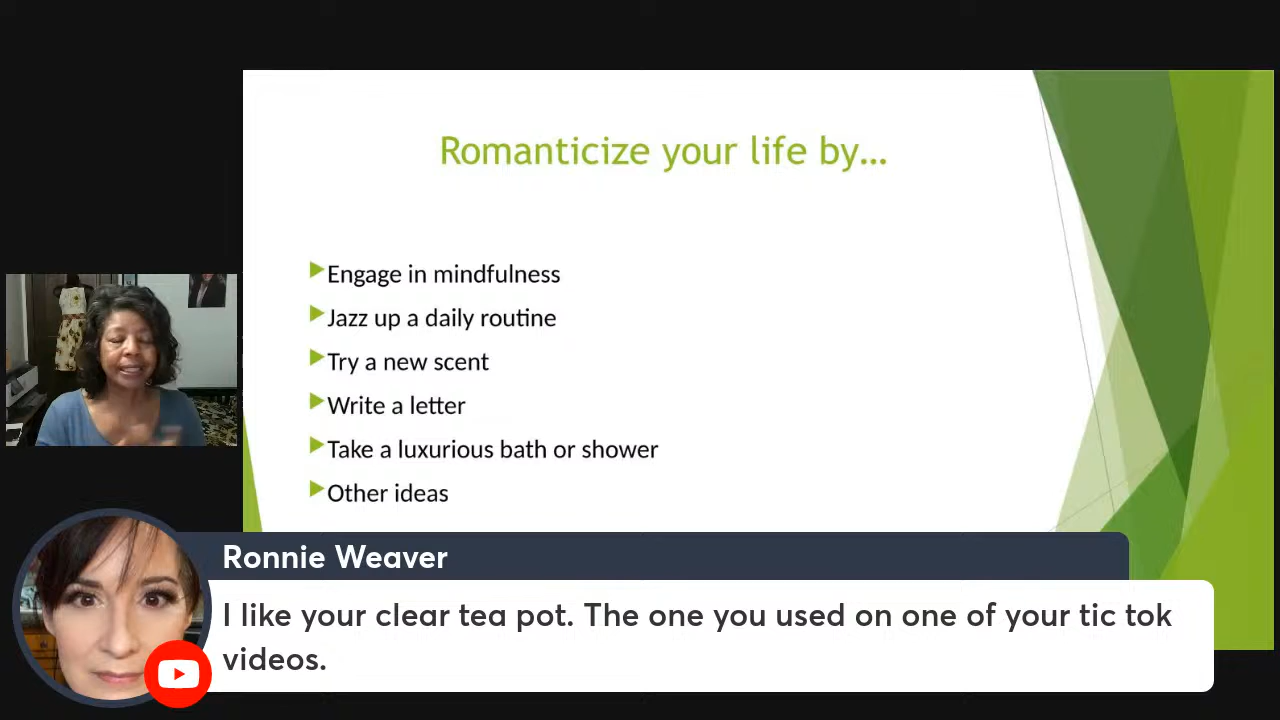 Romanticize your life by...
Engage in mindfulness
Jazz up a daily routine
Try a new scent
Write a letter
Take a luxurious bath or shower
Other ideas
Ronnie Weaver
I like your clear tea pot. The one you used on one of your tic tok
videos.